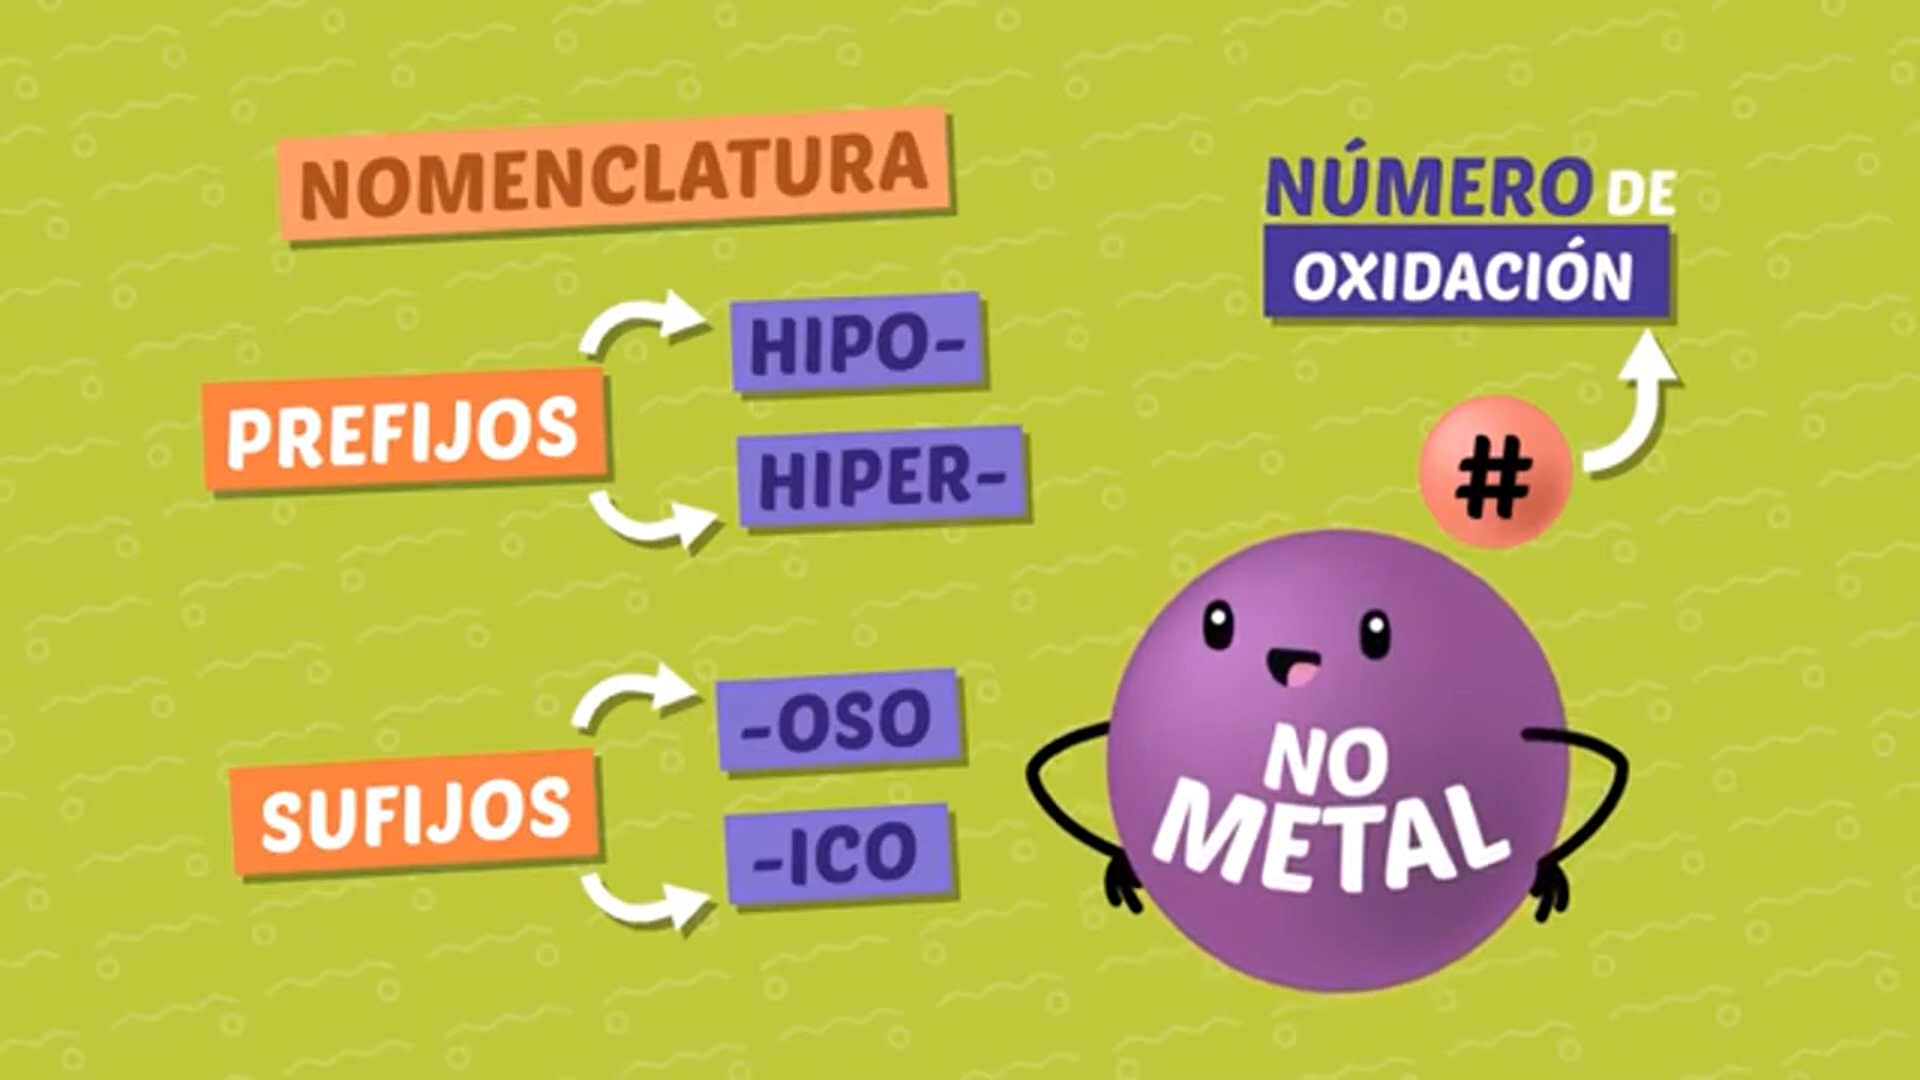 NOMENCLATURA
PREFIJOS
HIPO-
HIPER-
SUFIJOS
-OSO
-ICO
NÚMERO DE
OXIDACIÓN
#
NO
METAL